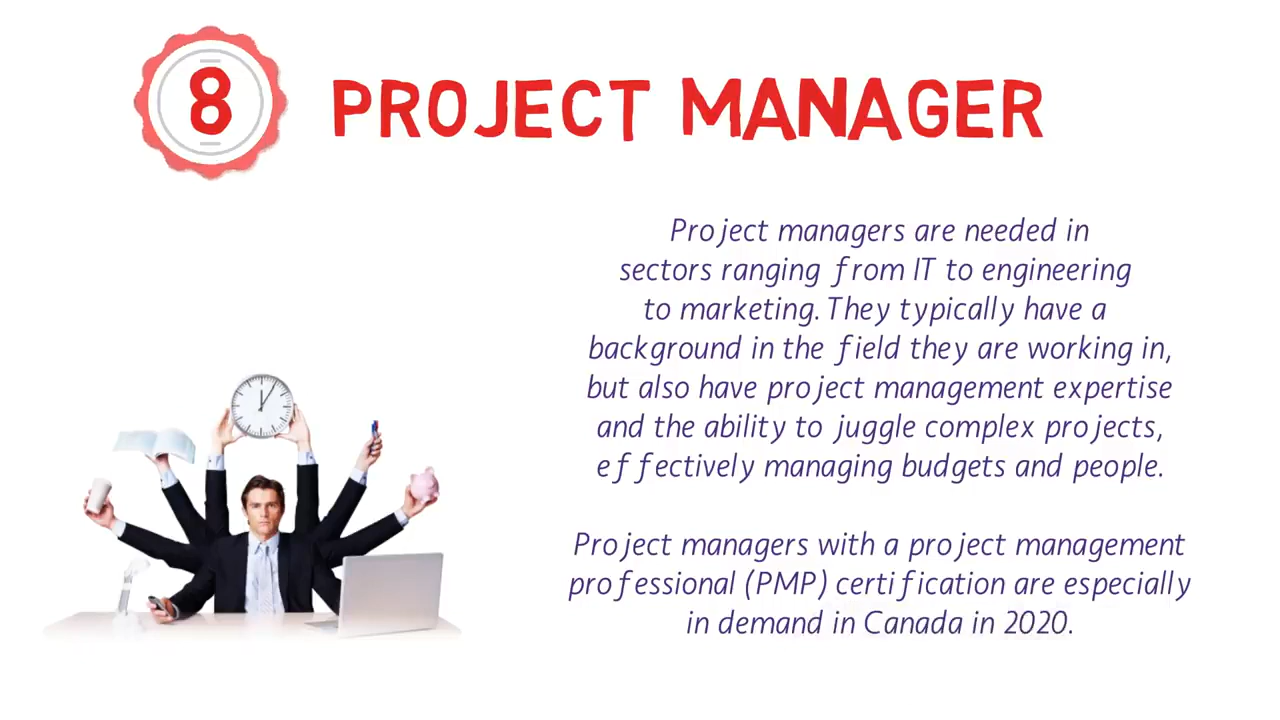 8
PROJECT MANAGER
Project managers are needed in
sectors ranging from IT to engineering
to marketing. They typically have a
background in the field they are working in,
but also have project management expertise
and the ability to juggle complex projects,
effectively managing budgets and people.
Project managers with a project management
professional (PMP) certification are especially
in demand in Canada in 2020.